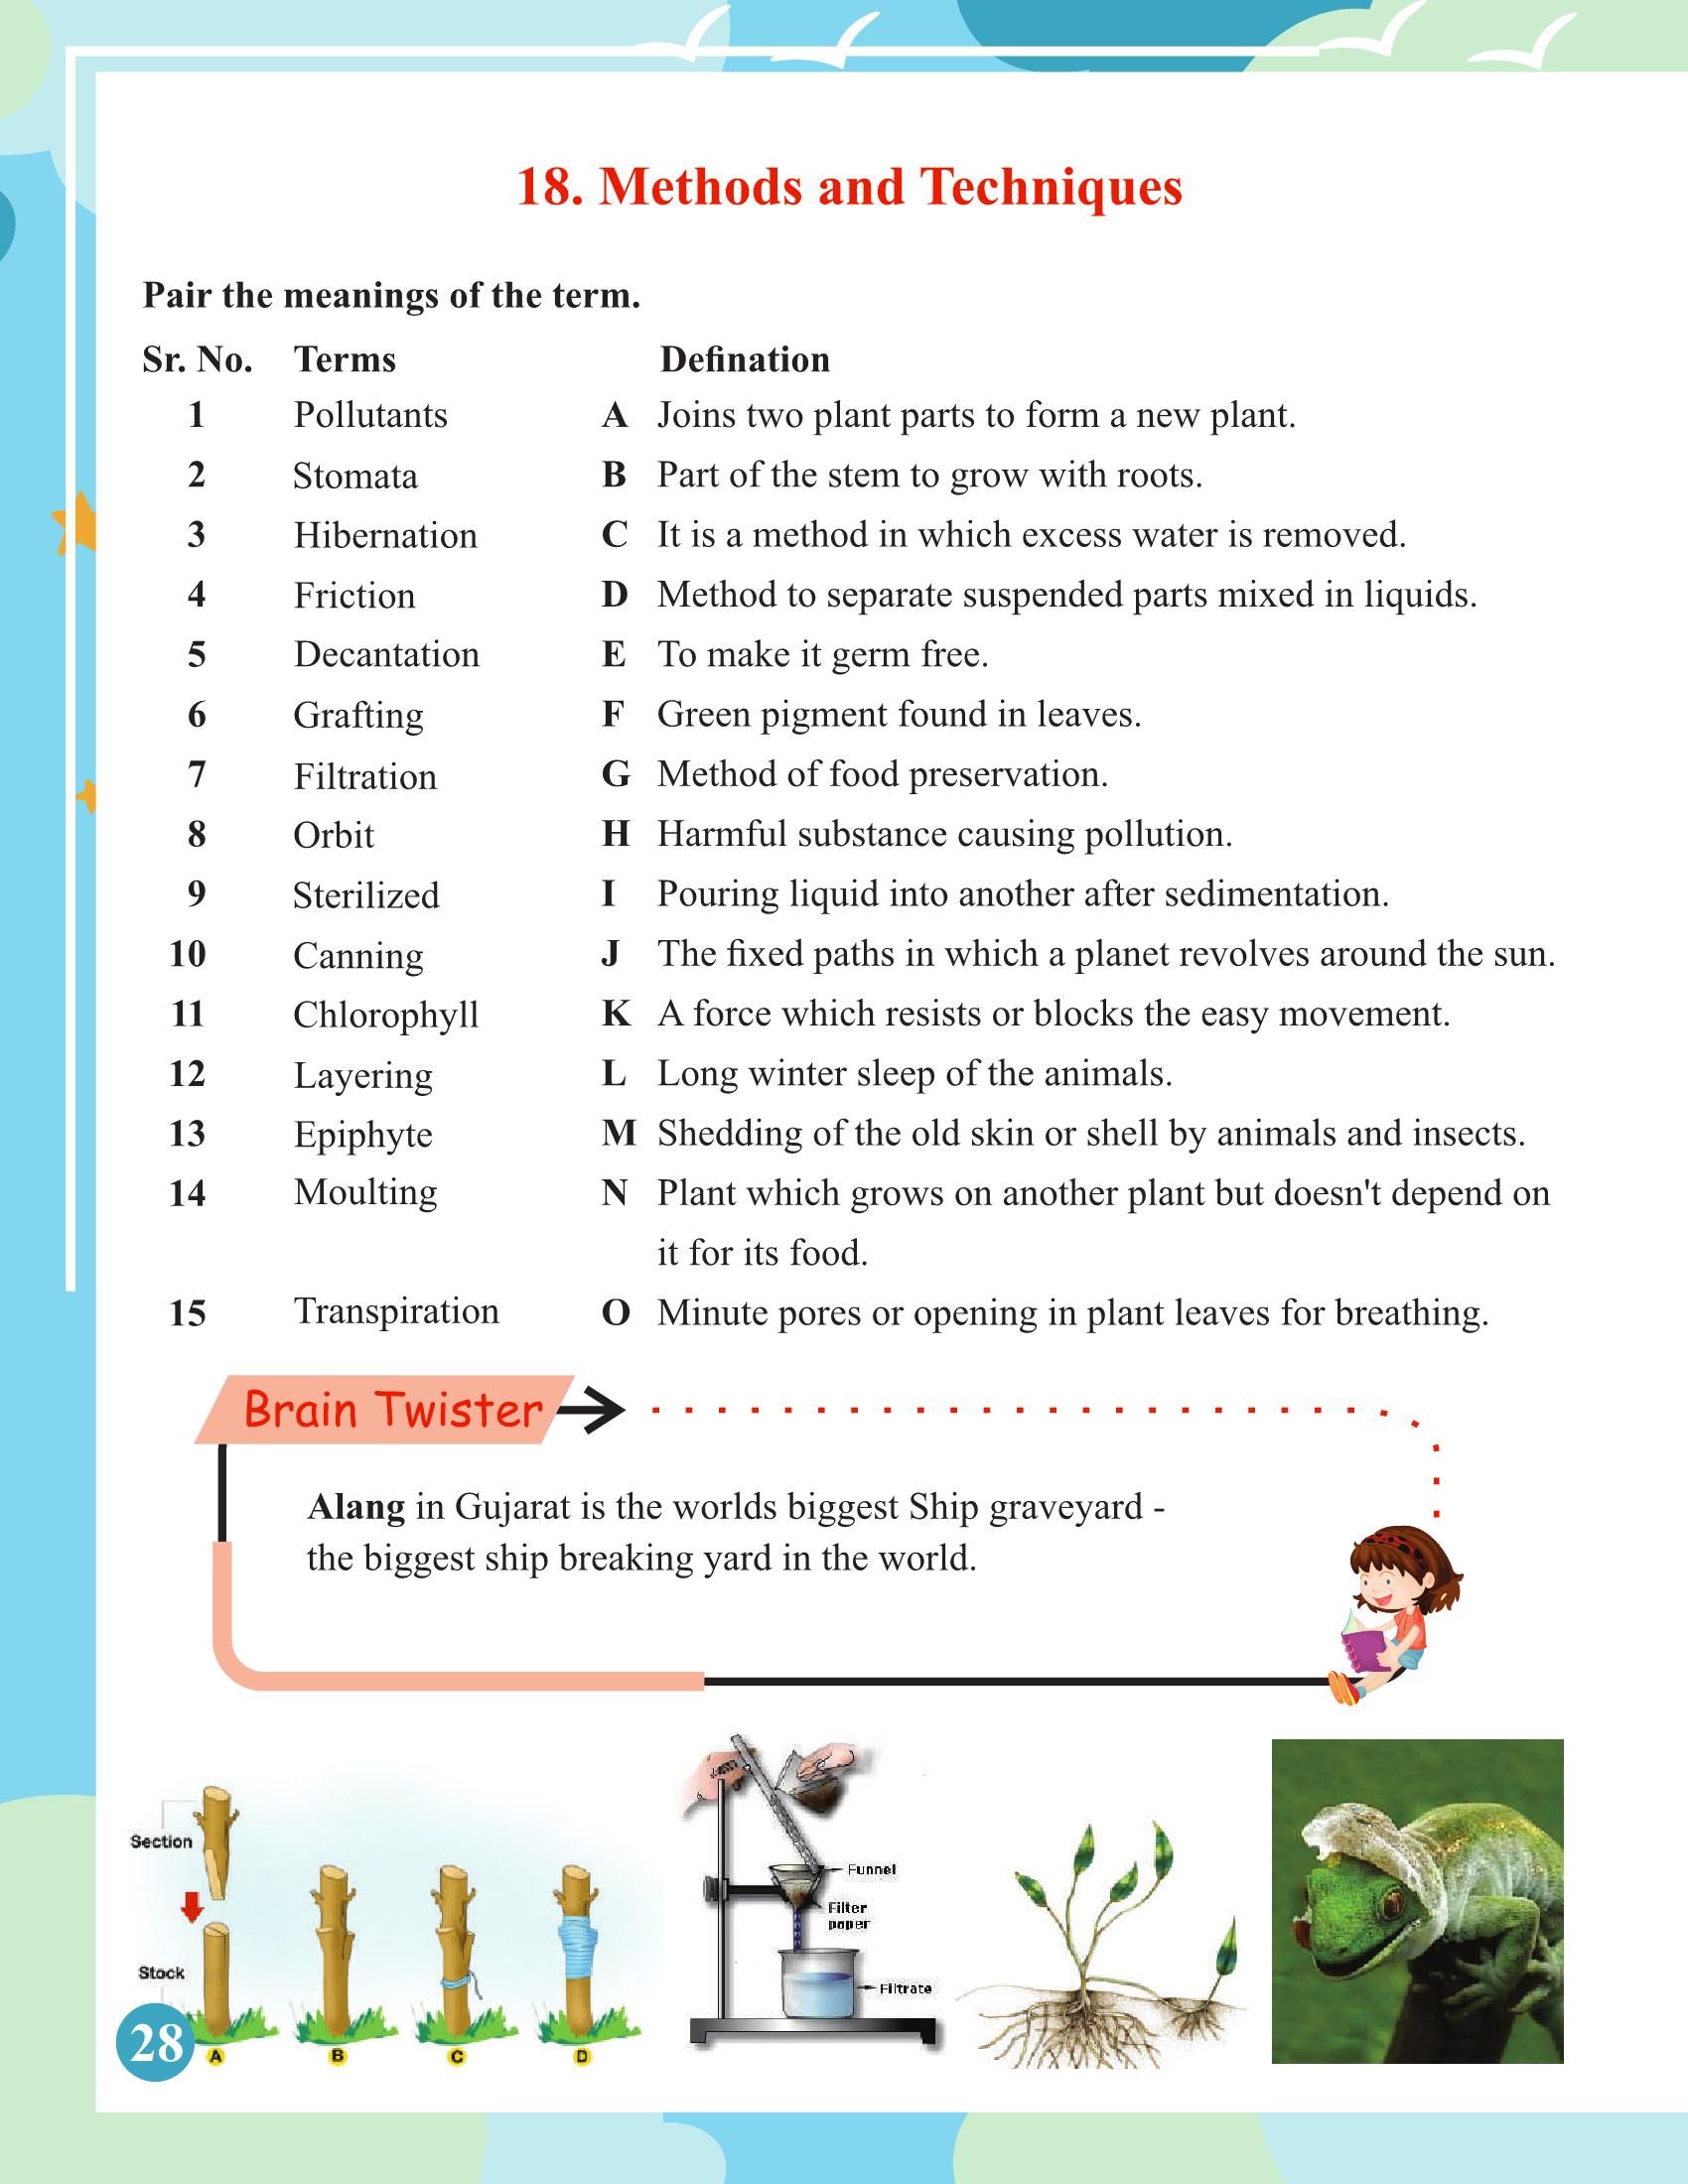 18. Methods and Techniques
Pair the meanings of the term.
Sr. No. Terms Defination
1 Pollutants A Joins two plant parts to form a new plant.
2 Stomata B Part of the stem to grow with roots.
3 Hibernation C It is a method in which excess water is removed.
4 Friction D Method to separate suspended parts mixed in liquids.
5 Decantation E To make it germ free.
6 Grafting F Green pigment found in leaves.
7 Filtration G Method of food preservation.
8 Orbit H Harmful substance causing pollution.
9 Sterilized I Pouring liquid into another after sedimentation.
10 Canning J The fixed paths in which a planet revolves around the sun.
11 Chlorophyll K A force which resists or blocks the easy movement.
12 Layering L Long winter sleep of the animals.
13 Epiphyte M Shedding of the old skin or shell by animals and insects.
14 Moulting N Plant which grows on another plant but doesn't depend on
it for its food.
15 Transpiration O Minute pores or opening in plant leaves for breathing.
Brain Twister
Alang in Gujarat is the worlds biggest Ship graveyard -
the biggest ship breaking yard in the world.
Section
Stock
A B C D
Funnel
Filter
paper
Filtrate
28